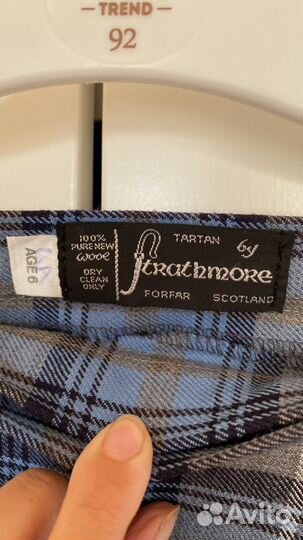 TREND
92
100%
PURE NEW
wool
DRY
CLEAN
ONLY
TARTAN by
Strathmore
FORFAR SCOTLAND
AGE 6
Avito